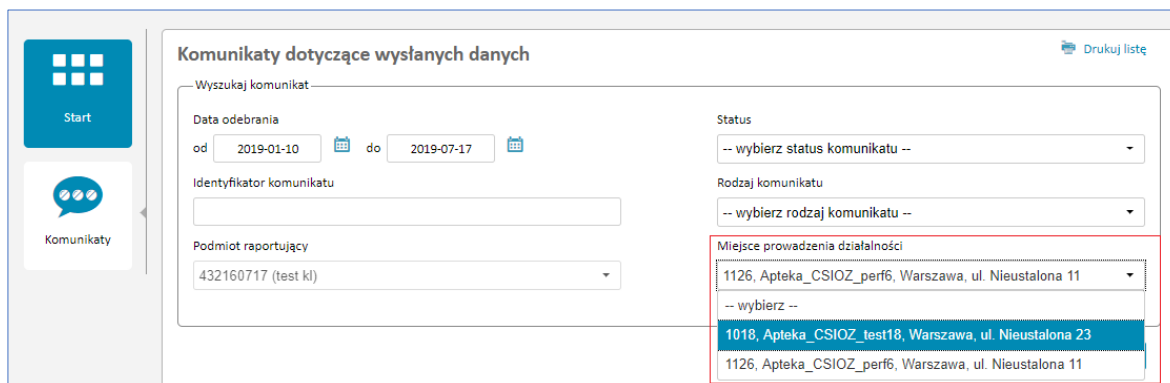 Start
Komunikaty
Komunikaty dotyczące wysłanych danych
Drukuj listę
Wyszukaj komunikat
Data odebrania
od 2019-01-10 do 2019-07-17
Status
-- wybierz status komunikatu --
Identyfikator komunikatu
Rodzaj komunikatu
-- wybierz rodzaj komunikatu --
Podmiot raportujący
432160717 (test kl)
Miejsce prowadzenia działalności
1126, Apteka_CSIOZ_perf6, Warszawa, ul. Nieustalona 11
-- wybierz --
1018, Apteka_CSIOZ_test18, Warszawa, ul. Nieustalona 23
1126, Apteka_CSIOZ_perf6, Warszawa, ul. Nieustalona 11